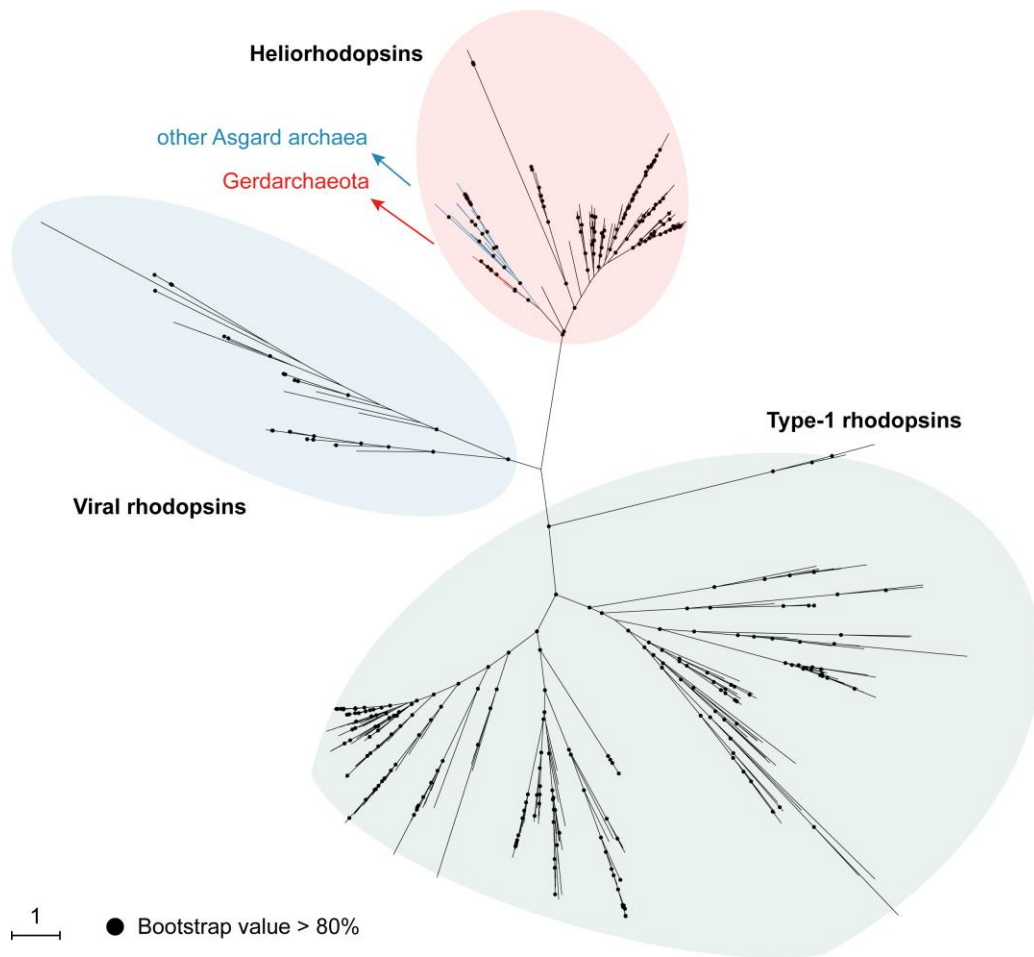 Heliorhodopsins
other Asgard archaea
Gerdarchaeota
Type-1 rhodopsins
Viral rhodopsins
1
Bootstrap value > 80%